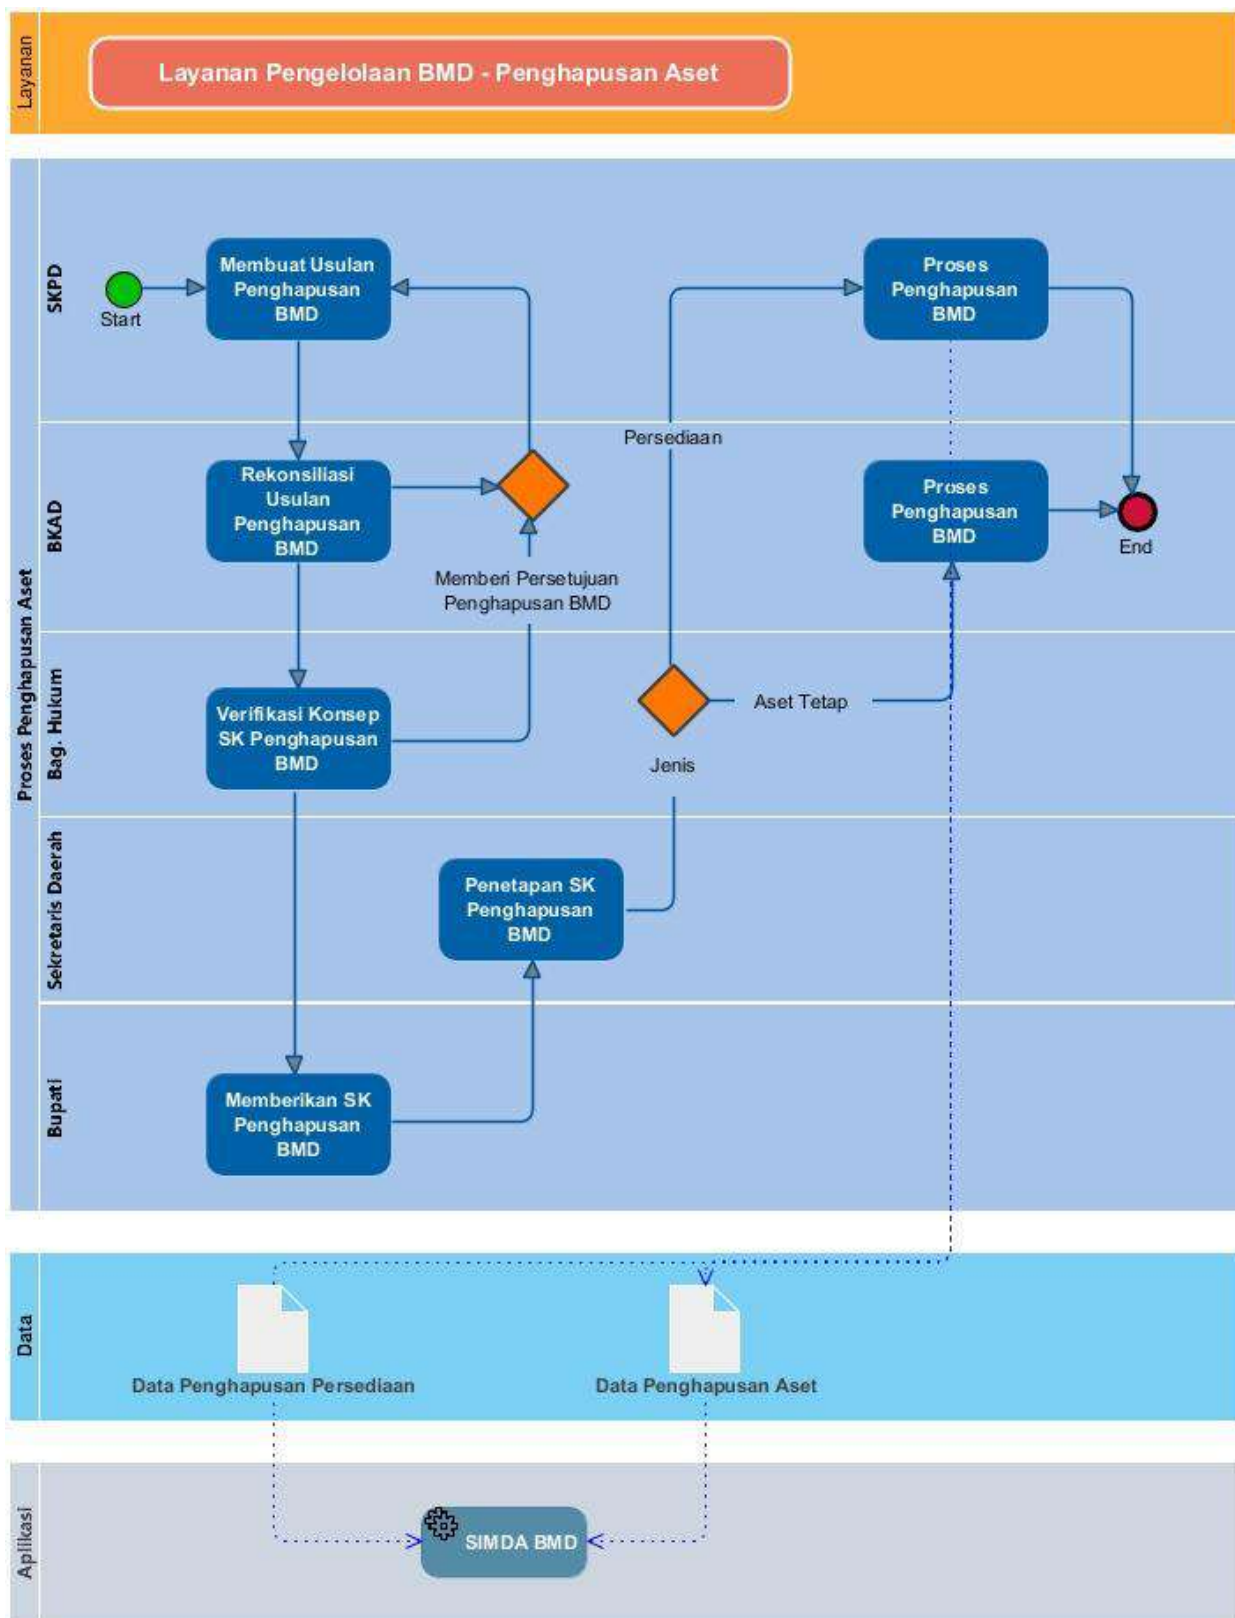 Layanan
Layanan Pengelolaan BMD - Penghapusan Aset
Proses Penghapusan Aset
SKPD
Start
Membuat Usulan
Penghapusan
BMD
Proses
Penghapusan
BMD
Persediaan
BKAD
Rekonsiliasi
Usulan
Penghapusan
BMD
Proses
Penghapusan
BMD
End
Memberi Persetujuan
Penghapusan BMD
Bag. Hukum
Verifikasi Konsep
SK Penghapusan
BMD
Aset Tetap
Jenis
Sekretaris Daerah
Penetapan SK
Penghapusan
BMD
Bupati
Memberikan SK
Penghapusan
BMD
Data
Data Penghapusan Persediaan
Data Penghapusan Aset
Aplikasi
SIMDA BMD